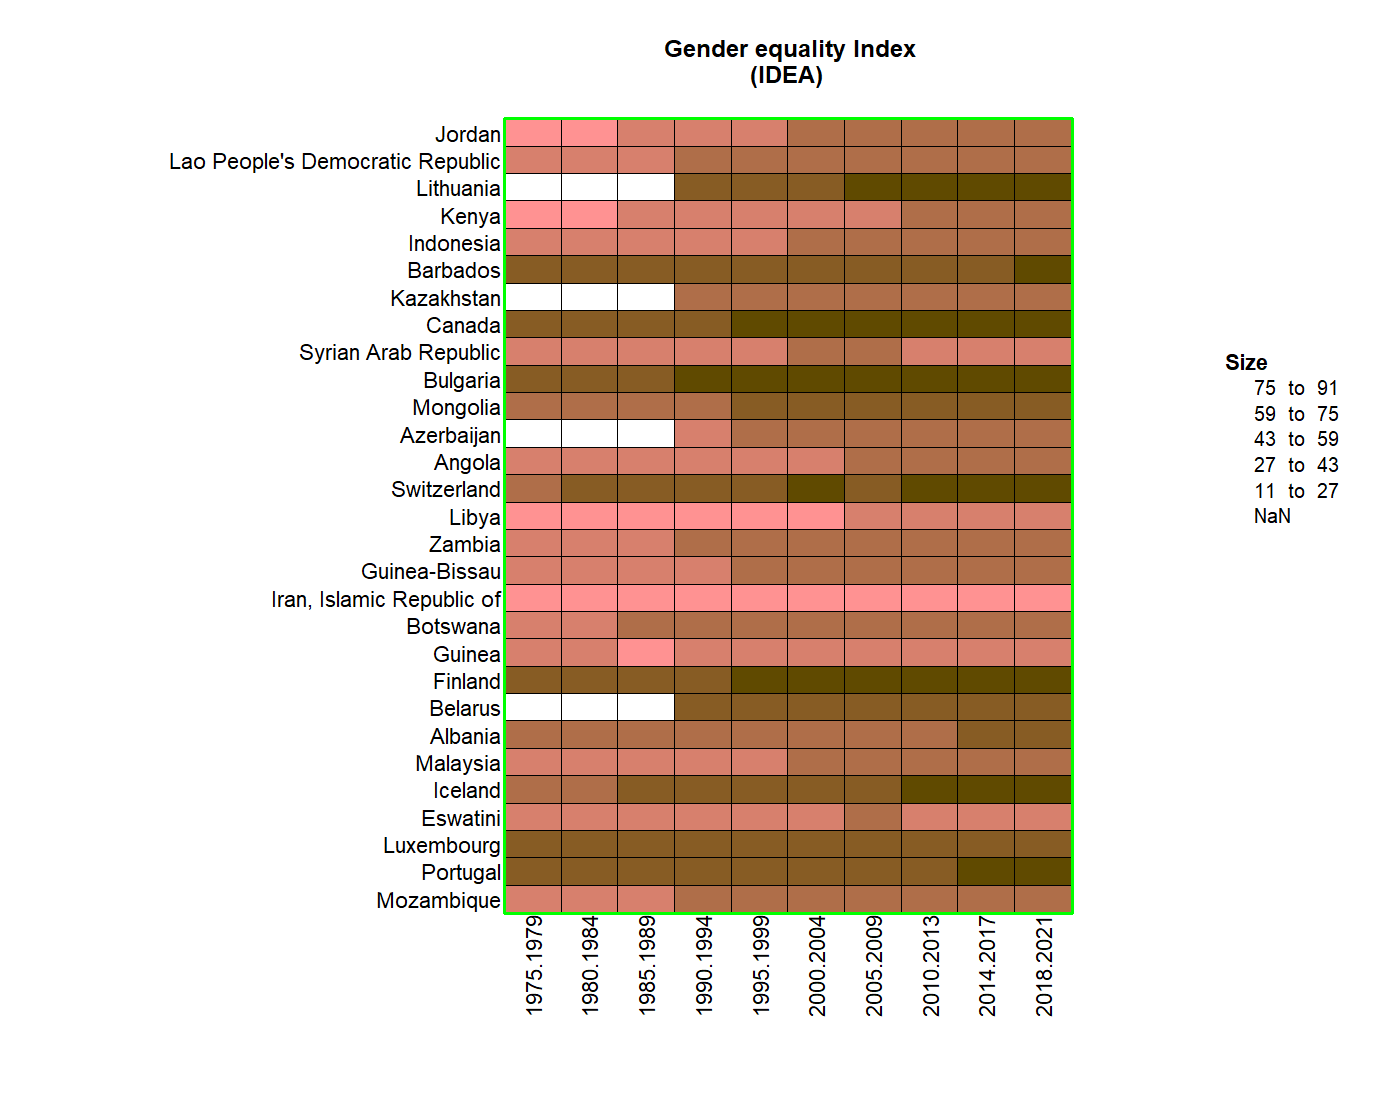 Gender equality Index
(IDEA)
Jordan
Lao People's Democratic Republic
Lithuania
Kenya
Indonesia
Barbados
Kazakhstan
Canada
Syrian Arab Republic
Bulgaria
Mongolia
Azerbaijan
Angola
Switzerland
Libya
Zambia
Guinea-Bissau
Iran, Islamic Republic of
Botswana
Guinea
Finland
Belarus
Albania
Malaysia
Iceland
Eswatini
Luxembourg
Portugal
Mozambique
1975.1979
1980.1984
1985.1989
1990.1994
1995.1999
2000.2004
2005.2009
2010.2013
2014.2017
2018.2021
Size
75 to 91
59 to 75
43 to 59
27 to 43
11 to 27
NaN